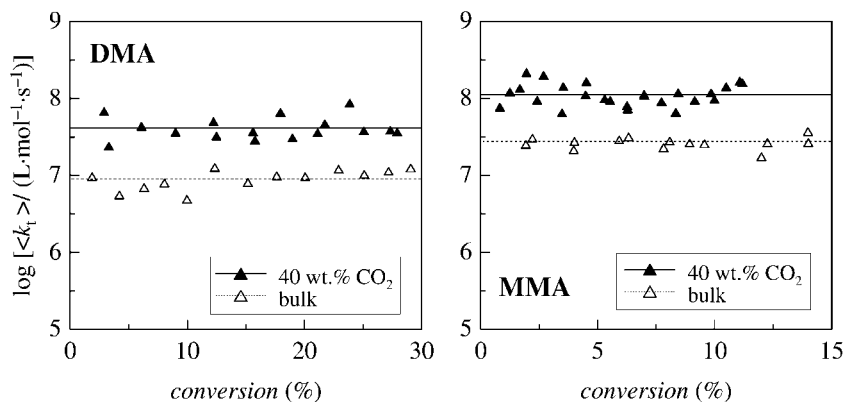 log [<k_t>/ (L·mol⁻¹·s⁻¹)]
9
8
7
6
5
DMA
40 wt.% CO₂
bulk
0
10
20
30
conversion (%)
9
8
7
6
5
40 wt.% CO₂
bulk
MMA
0
5
10
15
conversion (%)